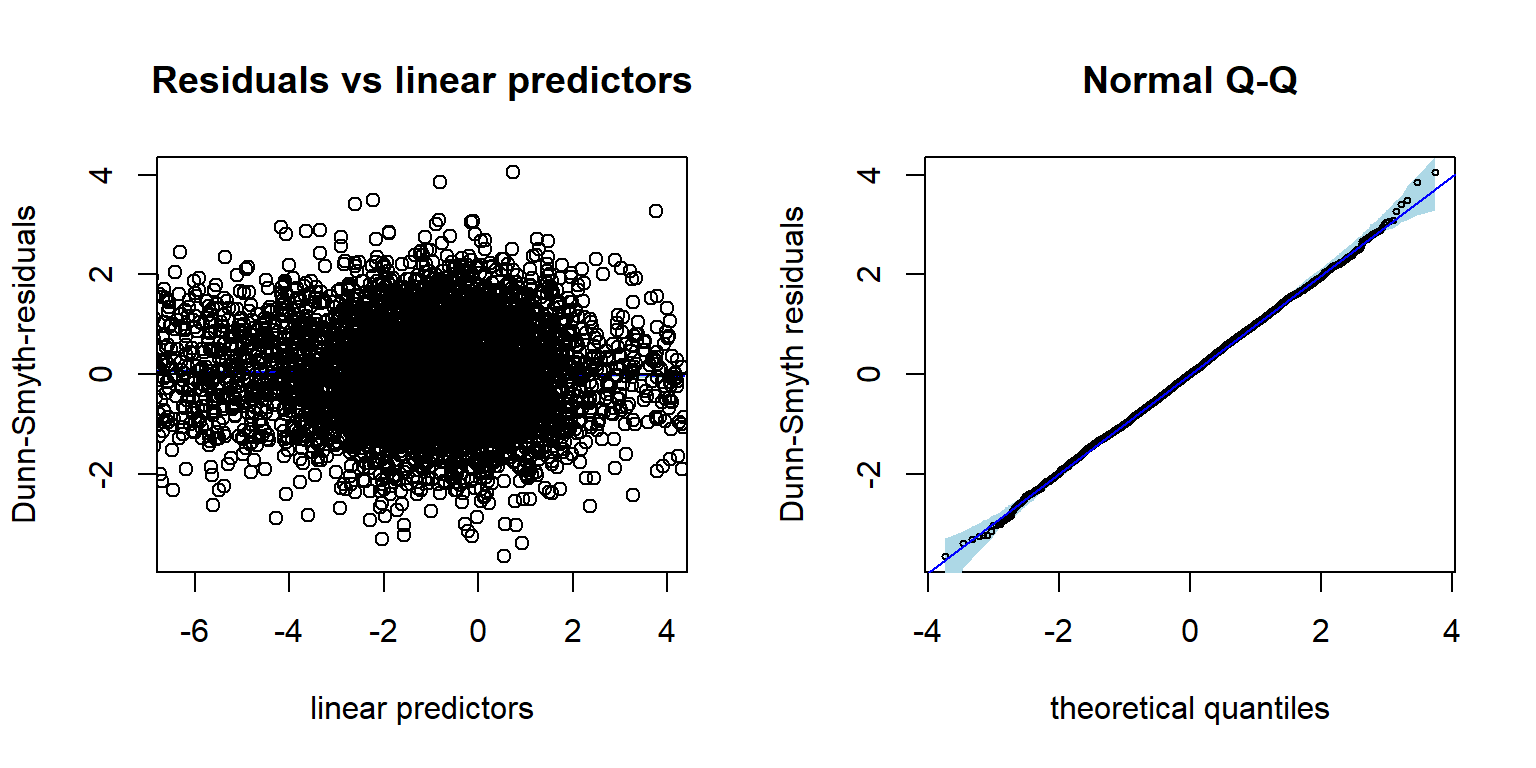 Residuals vs linear predictors
Dunn-Smyth-residuals
4
2
0
-2
-6 -4 -2 0 2 4
linear predictors
Normal Q-Q
Dunn-Smyth residuals
4
2
0
-2
-4 -2 0 2 4
theoretical quantiles